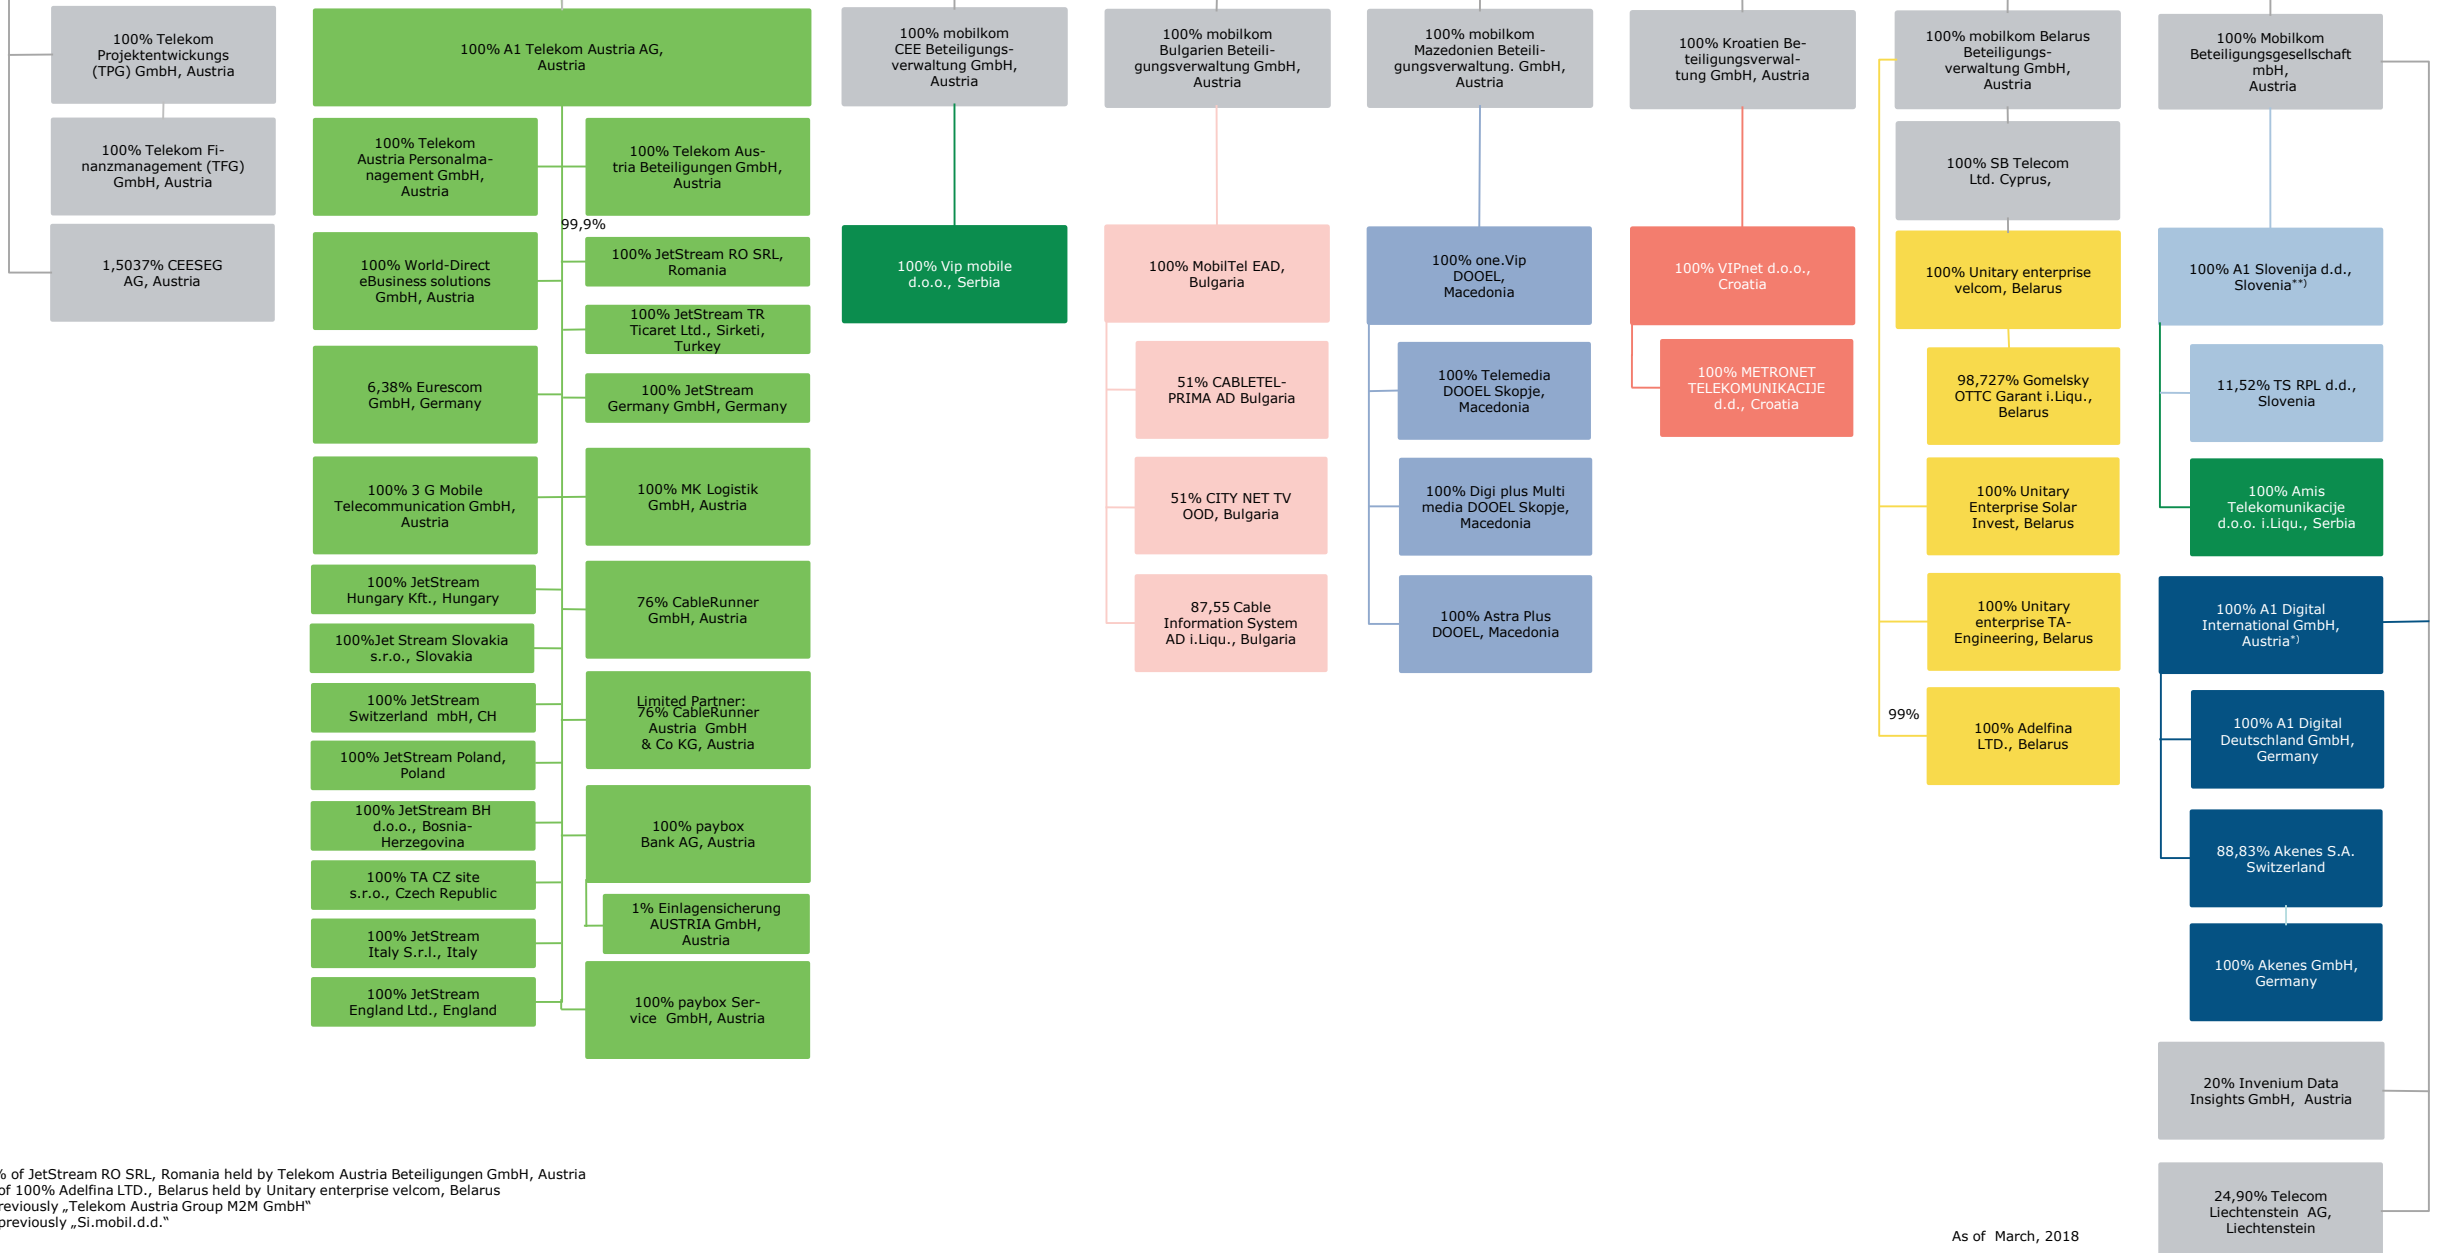 100% Telekom
Projektentwickungs
(TPG) GmbH, Austria
100% Telekom Fi-
nanzmanagement (TFG)
GmbH, Austria
1,5037% CEESEG
AG, Austria
100% A1 Telekom Austria AG,
Austria
100% Telekom
Austria Personalma-
nagement GmbH,
Austria
100% World-Direct
eBusiness solutions
GmbH, Austria
6,38% Eurescom
GmbH, Germany
100% 3 G Mobile
Telecommunication GmbH,
Austria
100% JetStream
Hungary Kft., Hungary
100%Jet Stream Slovakia
s.r.o., Slovakia
100% JetStream
Switzerland mbH, CH
100% JetStream Poland,
Poland
100% JetStream BH
d.o.o., Bosnia-
Herzegovina
100% TA CZ site
s.r.o., Czech Republic
100% JetStream
Italy S.r.l., Italy
100% JetStream
England Ltd., England
100% Telekom Aus-
tria Beteiligungen GmbH,
Austria
99,9%
100% JetStream RO SRL,
Romania
100% JetStream TR
Ticaret Ltd., Sirketi,
Turkey
100% JetStream
Germany GmbH, Germany
100% MK Logistik
GmbH, Austria
76% CableRunner
GmbH, Austria
Limited Partner:
76% CableRunner
Austria GmbH
& Co KG, Austria
100% paybox
Bank AG, Austria
1% Einlagensicherung
AUSTRIA GmbH,
Austria
100% paybox Ser-
vice GmbH, Austria
100% mobilkom
CEE Beteiligungs-
verwaltung GmbH,
Austria
100% Vip mobile
d.o.o., Serbia
100% mobilkom
Bulgarien Beteili-
gungsverwaltung GmbH,
Austria
100% MobilTel EAD,
Bulgaria
51% CABLETEL-
PRIMA AD Bulgaria
51% CITY NET TV
OOD, Bulgaria
87,55 Cable
Information System
AD i.Liqu., Bulgaria
100% mobilkom
Mazedonien Beteili-
gungsverwaltung. GmbH,
Austria
100% one.Vip
DOOEL,
Macedonia
100% Telemedia
DOOEL Skopje,
Macedonia
100% Digi plus Multi
media DOOEL Skopje,
Macedonia
100% Astra Plus
DOOEL, Macedonia
100% Kroatien Be-
teiligungsverwal-
tung GmbH, Austria
100% VIPnet d.o.o.,
Croatia
100% METRONET
TELEKOMUNIKACIJE
d.d., Croatia
100% mobilkom Belarus
Beteiligungs-
verwaltung GmbH,
Austria
100% SB Telecom
Ltd. Cyprus,
100% Unitary enterprise
velcom, Belarus
98,727% Gomelsky
OTTC Garant i.Liqu.,
Belarus
100% Unitary
Enterprise Solar
Invest, Belarus
100% Unitary
enterprise TA-
Engineering, Belarus
99%
100% Adelfina
LTD., Belarus
100% Mobilkom
Beteiligungsgesellschaft
mbH,
Austria
100% A1 Slovenija d.d.,
Slovenia**)
11,52% TS RPL d.d.,
Slovenia
100% Amis
Telekomunikacije
d.o.o. i.Liqu., Serbia
100% A1 Digital
International GmbH,
Austria*)
100% A1 Digital
Deutschland GmbH,
Germany
88,83% Akenes S.A.
Switzerland
100% Akenes GmbH,
Germany
20% Invenium Data
Insights GmbH, Austria
24,90% Telecom
Liechtenstein AG,
Liechtenstein
% of JetStream RO SRL, Romania held by Telekom Austria Beteiligungen GmbH, Austria
of 100% Adelfina LTD., Belarus held by Unitary enterprise velcom, Belarus
reviously „Telekom Austria Group M2M GmbH“
previously „Si.mobil.d.d.“
As of March, 2018